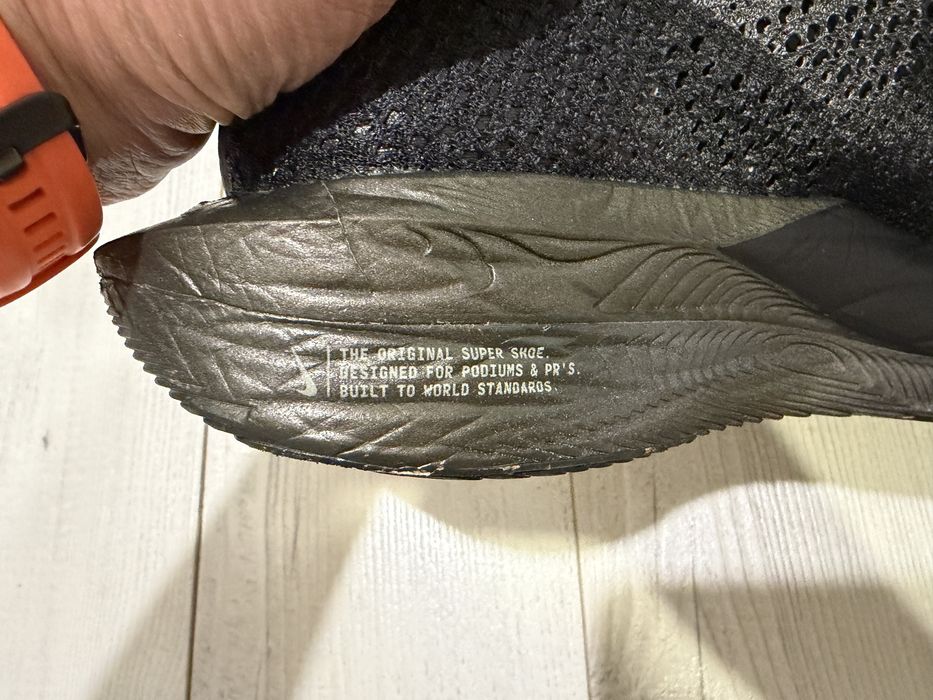 THE ORIGINAL SUPER SHOE.
DESIGNED FOR PODIUMS & PR'S.
BUILT TO WORLD STANDARDS.